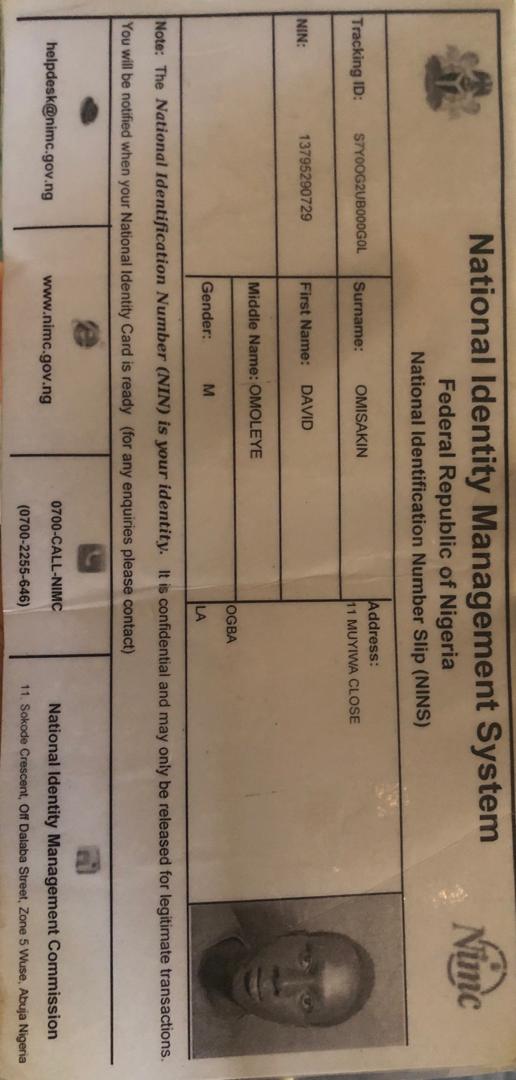 National Identity Management System
Federal Republic of Nigeria
National Identification Number Slip (NINS)
Nimc
Tracking ID: S7Y0OG2UB000G0L
Surname: OMISAKIN
Address:
11 MUYIWA CLOSE
NIN: 13795290729
First Name: DAVID
Middle Name: OMOLEYE
OGBA
Gender: M
LA
Note: The National Identification Number (NIN) is your identity. It is confidential and may only be released for legitimate transactions.
You will be notified when your National Identity Card is ready (for any enquiries please contact)
helpdesk@nimc.gov.ng
www.nimc.gov.ng
0700-CALL-NIMC
(0700-2255-646)
National Identity Management Commission
11. Sokode Crescent, Off Dalaba Street, Zone 5 Wuse, Abuja Nigeria